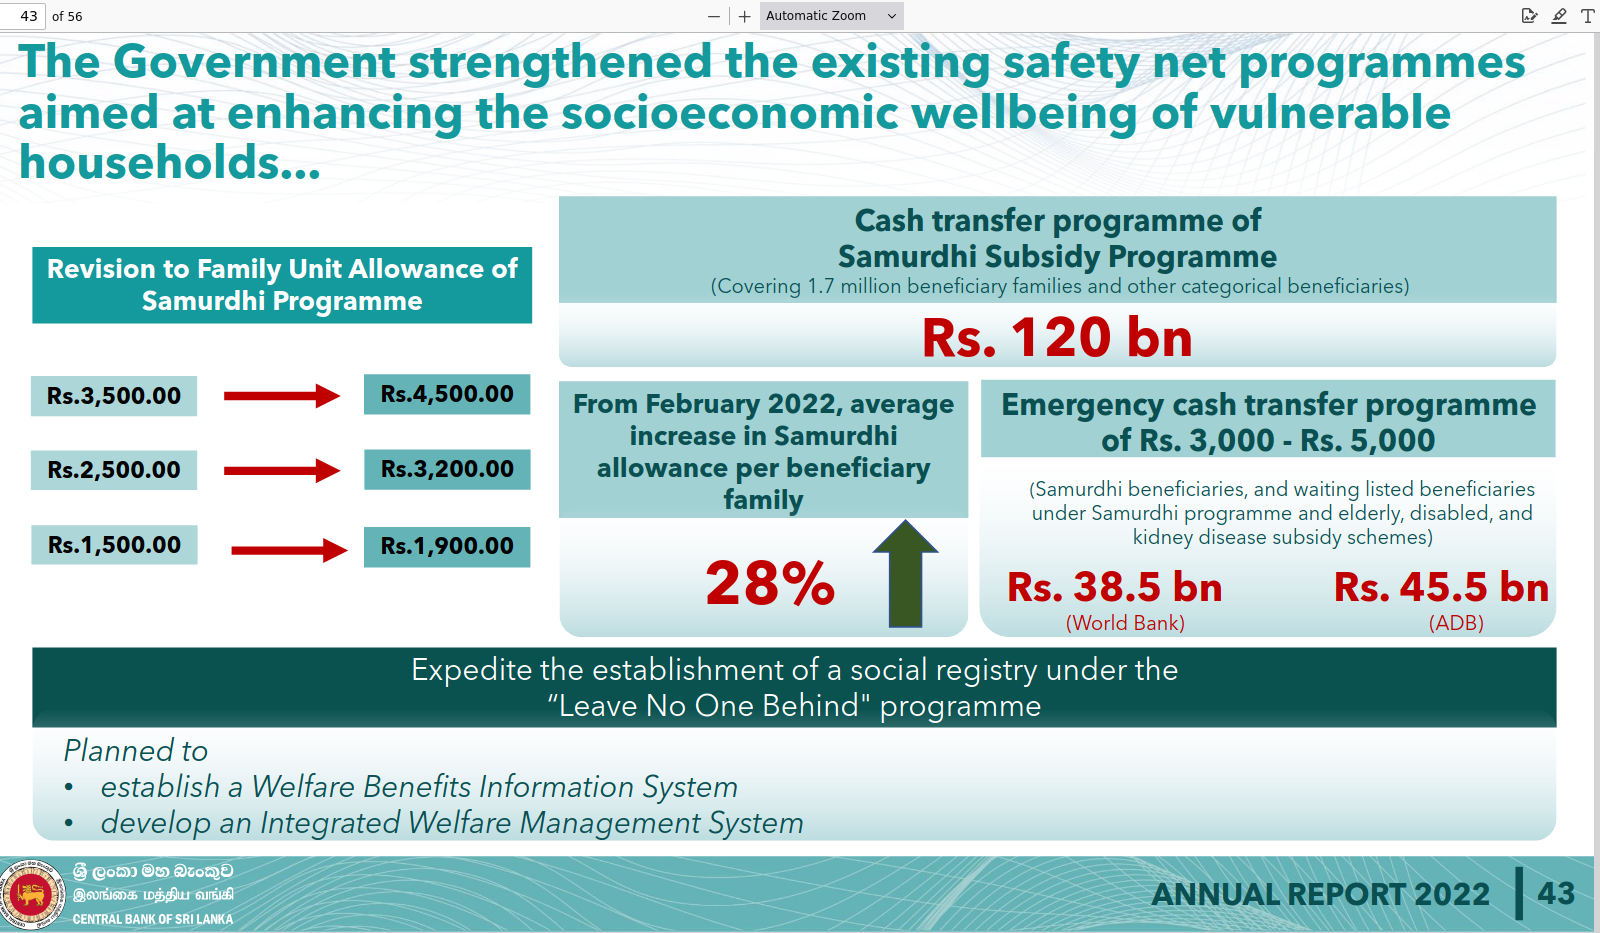 43 of 56
Automatic Zoom
The Government strengthened the existing safety net programmes
aimed at enhancing the socioeconomic wellbeing of vulnerable
households...
Revision to Family Unit Allowance of
Samurdhi Programme
Rs.3,500.00
Rs.4,500.00
Rs.2,500.00
Rs.3,200.00
Rs.1,500.00
Rs.1,900.00
Cash transfer programme of
Samurdhi Subsidy Programme
(Covering 1.7 million beneficiary families and other categorical beneficiaries)
Rs. 120 bn
From February 2022, average
increase in Samurdhi
allowance per beneficiary
family
28%
Emergency cash transfer programme
of Rs. 3,000 - Rs. 5,000
(Samurdhi beneficiaries, and waiting listed beneficiaries
under Samurdhi programme and elderly, disabled, and
kidney disease subsidy schemes)
Rs. 38.5 bn
(World Bank)
Rs. 45.5 bn
(ADB)
Expedite the establishment of a social registry under the
“Leave No One Behind" programme
Planned to
• establish a Welfare Benefits Information System
• develop an Integrated Welfare Management System
ශ්‍රී ලංකා මහ බැංකුව
இலங்கை மத்திய வங்கி
CENTRAL BANK OF SRI LANKA
ANNUAL REPORT 2022
43